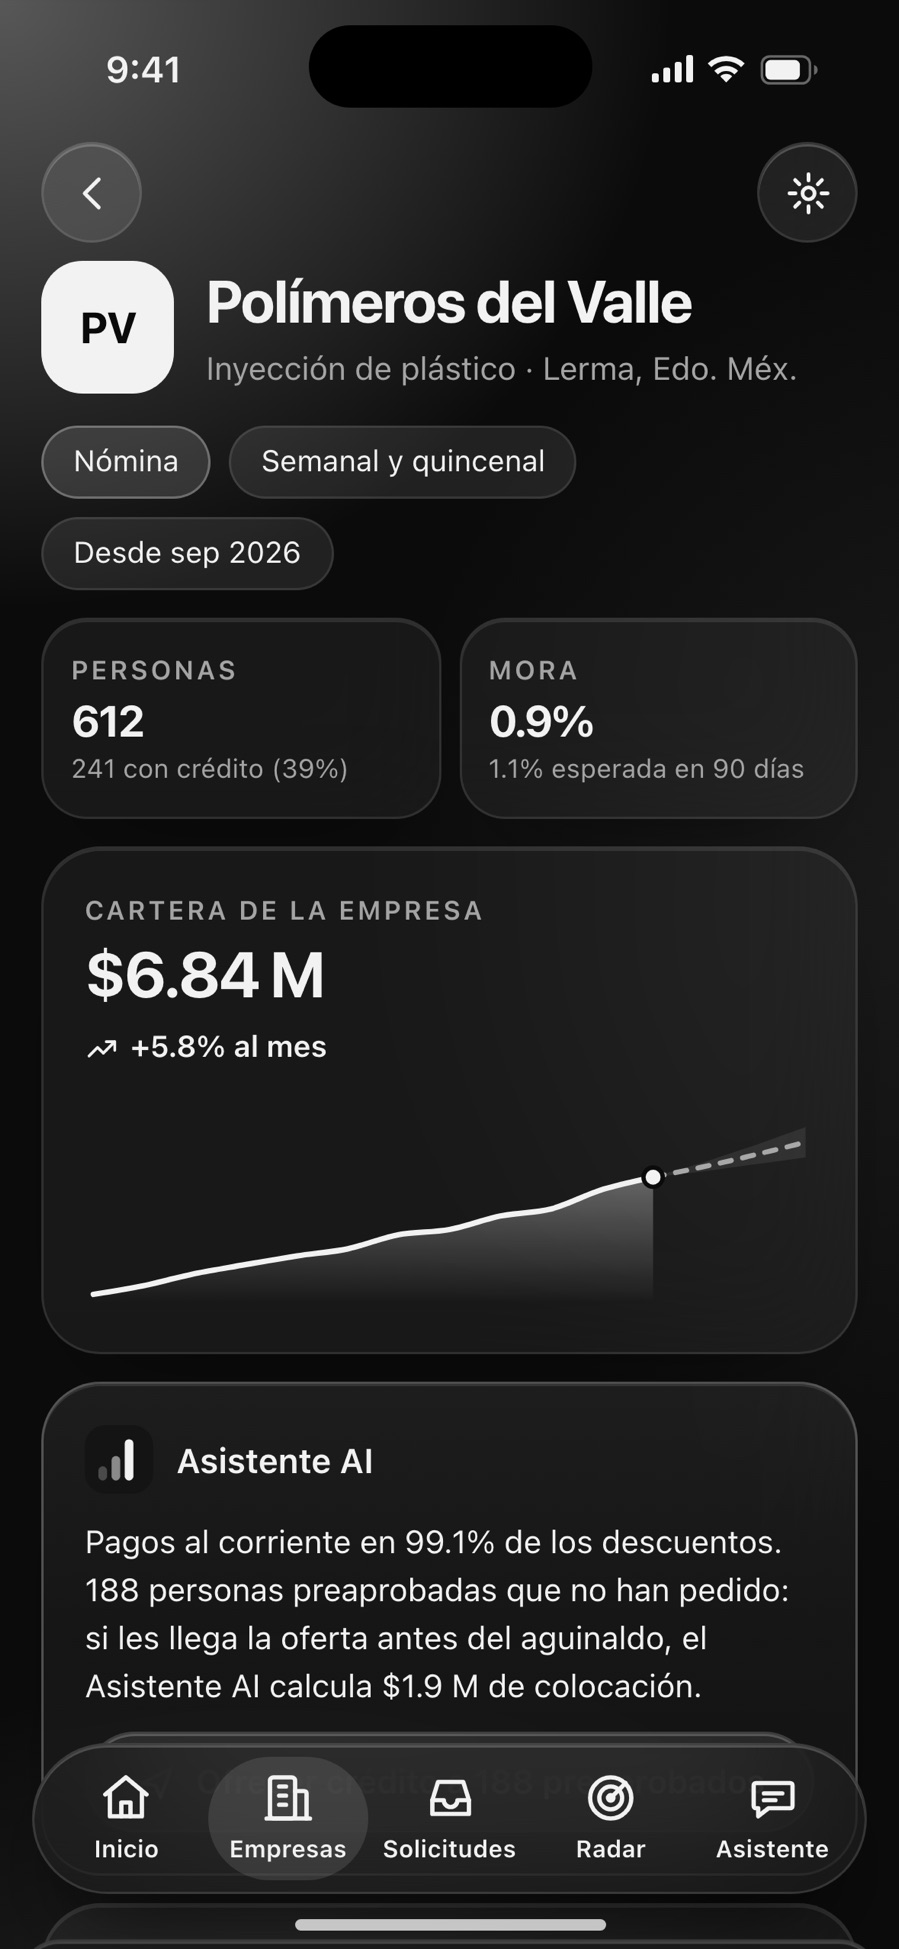 9:41
PV
Polímeros del Valle
Inyección de plástico · Lerma, Edo. Méx.
Nómina
Semanal y quincenal
Desde sep 2026
PERSONAS
612
241 con crédito (39%)
MORA
0.9%
1.1% esperada en 90 días
CARTERA DE LA EMPRESA
$6.84 M
+5.8% al mes
Asistente AI
Pagos al corriente en 99.1% de los descuentos.
188 personas preaprobadas que no han pedido:
si les llega la oferta antes del aguinaldo, el
Asistente AI calcula $1.9 M de colocación.
Inicio
Empresas
Solicitudes
Radar
Asistente